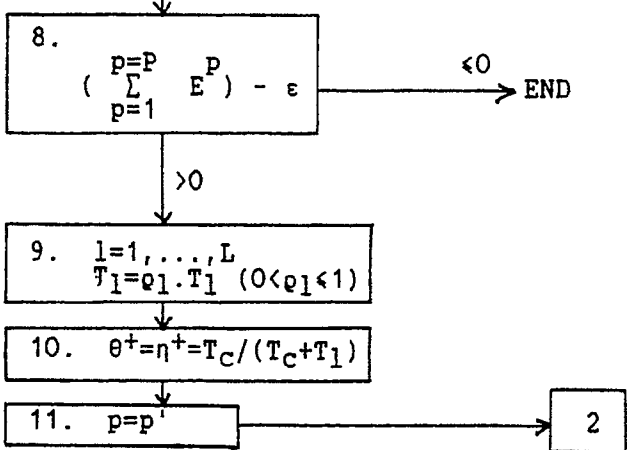 8.
p=P
( Σ E^p) - ε
p=1
≤0
END
>0
9. l=1,...,L
T_l=ϱ_l.T_l (0<ϱ_l≤1)
10. θ⁺=η⁺=T_c/(T_c+T_l)
11. p=p'
2